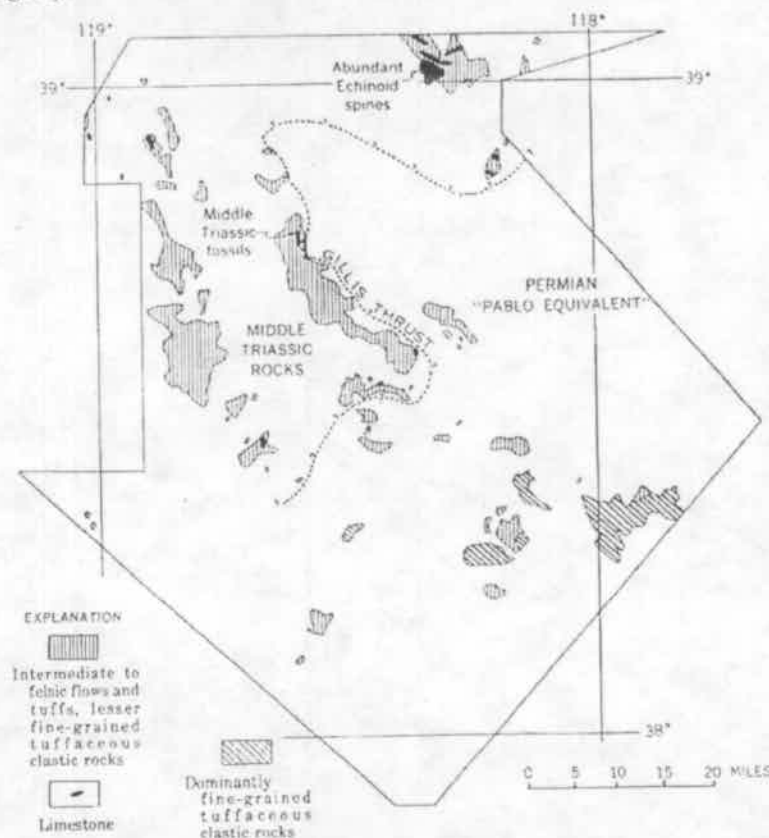 119°
118°
39°
39°
Abundant
Echinoid
spines
Middle
Triassic
fossils
GILLIS THRUST
PERMIAN
"PABLO EQUIVALENT"
MIDDLE
TRIASSIC
ROCKS
38°
EXPLANATION
Intermediate to
felsic flows and
tuffs, lesser
fine-grained
tuffaceous
clastic rocks
Limestone
Dominantly
fine-grained
tuffaceous
clastic rocks
0 5 10 15 20 MILES